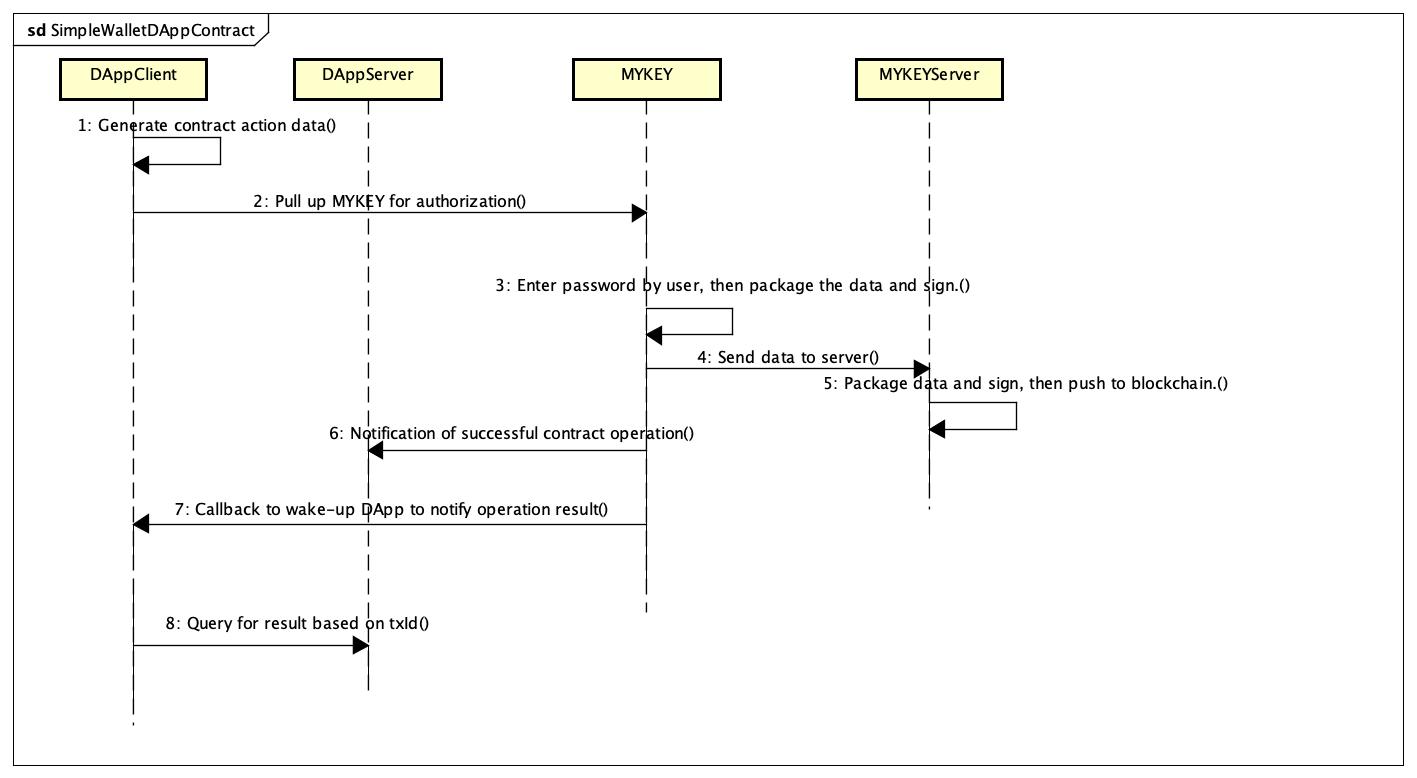 sd SimpleWalletDAppContract
DAppClient
DAppServer
MYKEY
MYKEYServer
1: Generate contract action data()
2: Pull up MYKEY for authorization()
3: Enter password by user, then package the data and sign.()
4: Send data to server()
5: Package data and sign, then push to blockchain.()
6: Notification of successful contract operation()
7: Callback to wake-up DApp to notify operation result()
8: Query for result based on txId()